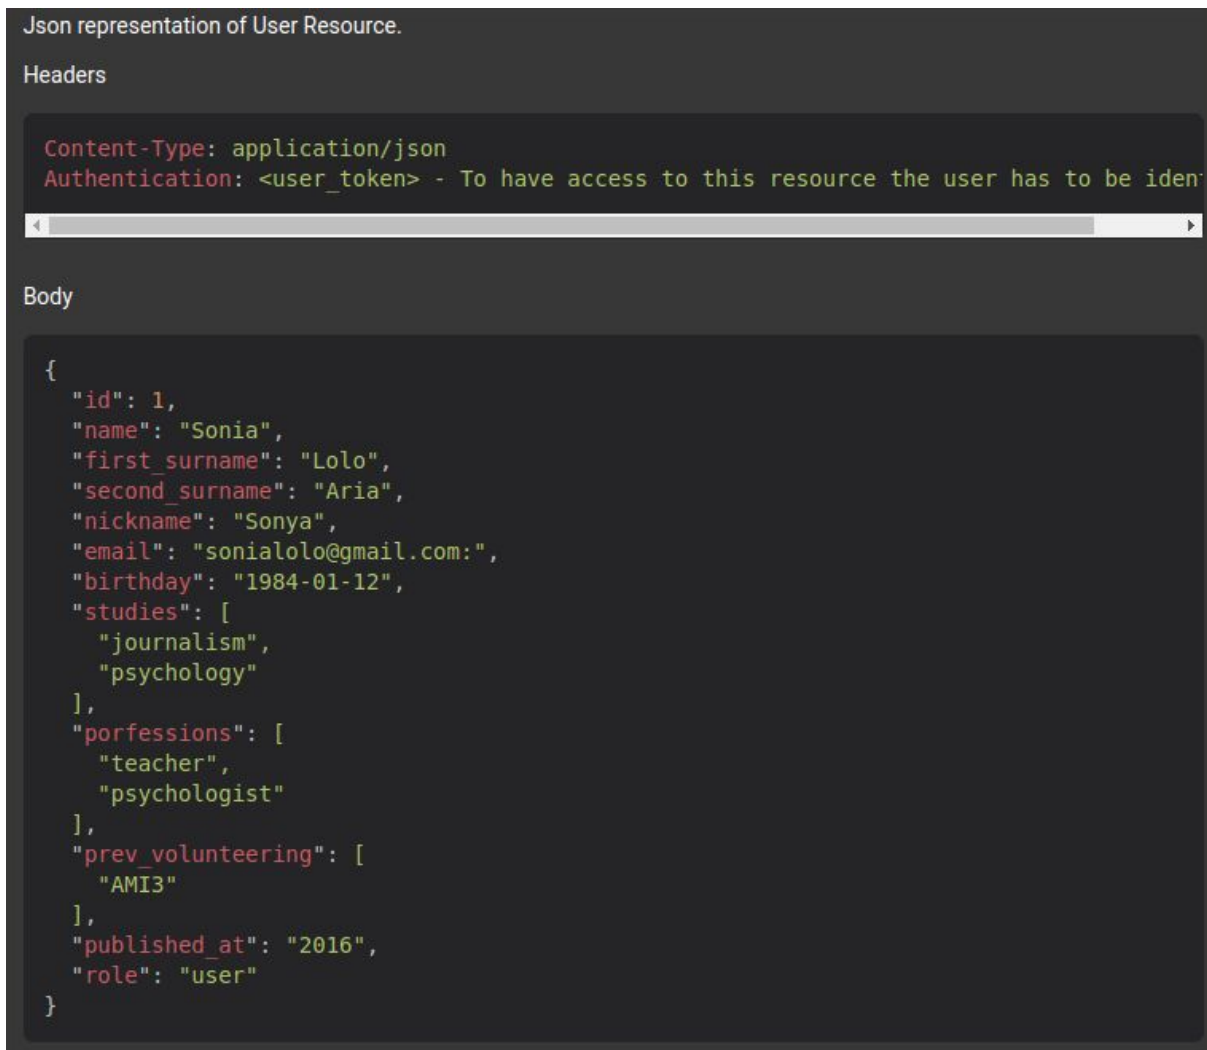 Json representation of User Resource.
Headers
Content-Type: application/json
Authentication: <user_token> - To have access to this resource the user has to be
Body
{
  "id": 1,
  "name": "Sonia",
  "first_surname": "Lolo",
  "second_surname": "Aria",
  "nickname": "Sonya",
  "email": "sonialolo@gmail.com:",
  "birthday": "1984-01-12",
  "studies": [
    "journalism",
    "psychology"
  ],
  "porfessions": [
    "teacher",
    "psychologist"
  ],
  "prev_volunteering": [
    "AMI3"
  ],
  "published_at": "2016",
  "role": "user"
}